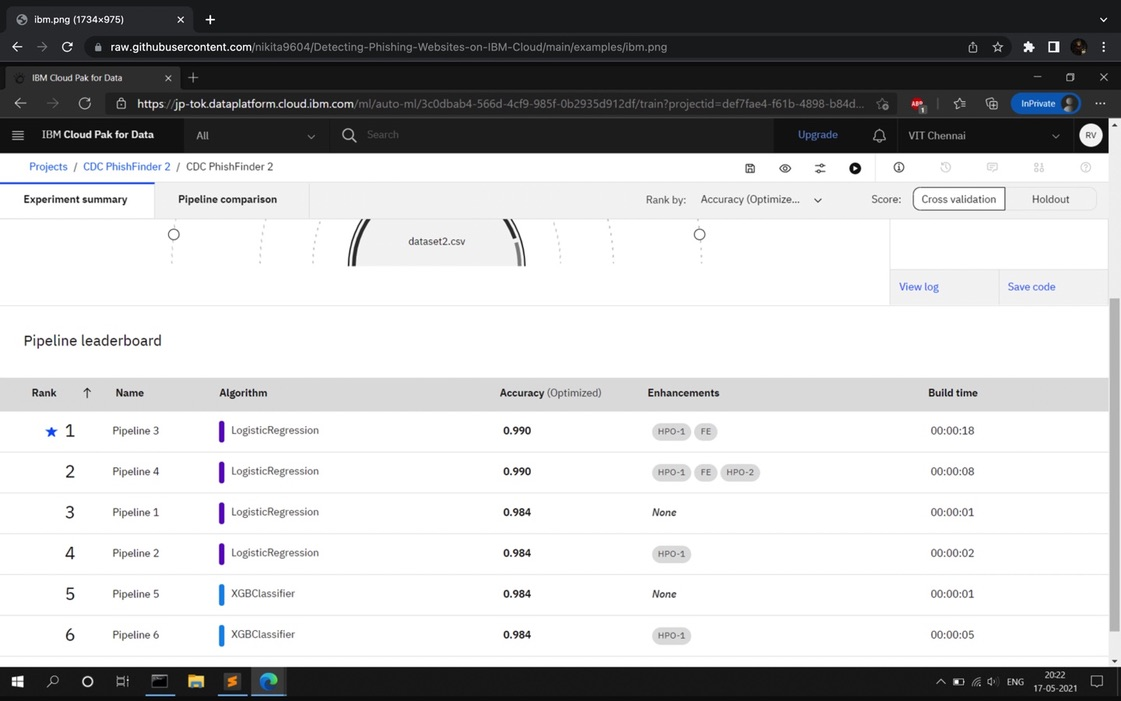 ibm.png (1734×975)
raw.githubusercontent.com/nikita9604/Detecting-Phishing-Websites-on-IBM-Cloud/main/examples/ibm.png
IBM Cloud Pak for Data
https://jp-tok.dataplatform.cloud.ibm.com/ml/auto-ml/3c0dbab4-566d-4cf9-985f-0b2935d912df/train?projectid=def7fae4-f61b-4898-b84d... ABP 1 InPrivate
IBM Cloud Pak for Data All Search Upgrade VIT Chennai RV
Projects / CDC PhishFinder 2 / CDC PhishFinder 2
Experiment summary Pipeline comparison Rank by: Accuracy (Optimize... Score: Cross validation Holdout
dataset2.csv
View log Save code
Pipeline leaderboard
Rank Name Algorithm Accuracy (Optimized) Enhancements Build time
1 Pipeline 3 LogisticRegression 0.990 HPO-1 FE 00:00:18
2 Pipeline 4 LogisticRegression 0.990 HPO-1 FE HPO-2 00:00:08
3 Pipeline 1 LogisticRegression 0.984 None 00:00:01
4 Pipeline 2 LogisticRegression 0.984 HPO-1 00:00:02
5 Pipeline 5 XGBClassifier 0.984 None 00:00:01
6 Pipeline 6 XGBClassifier 0.984 HPO-1 00:00:05
ENG 20:22
17-05-2021